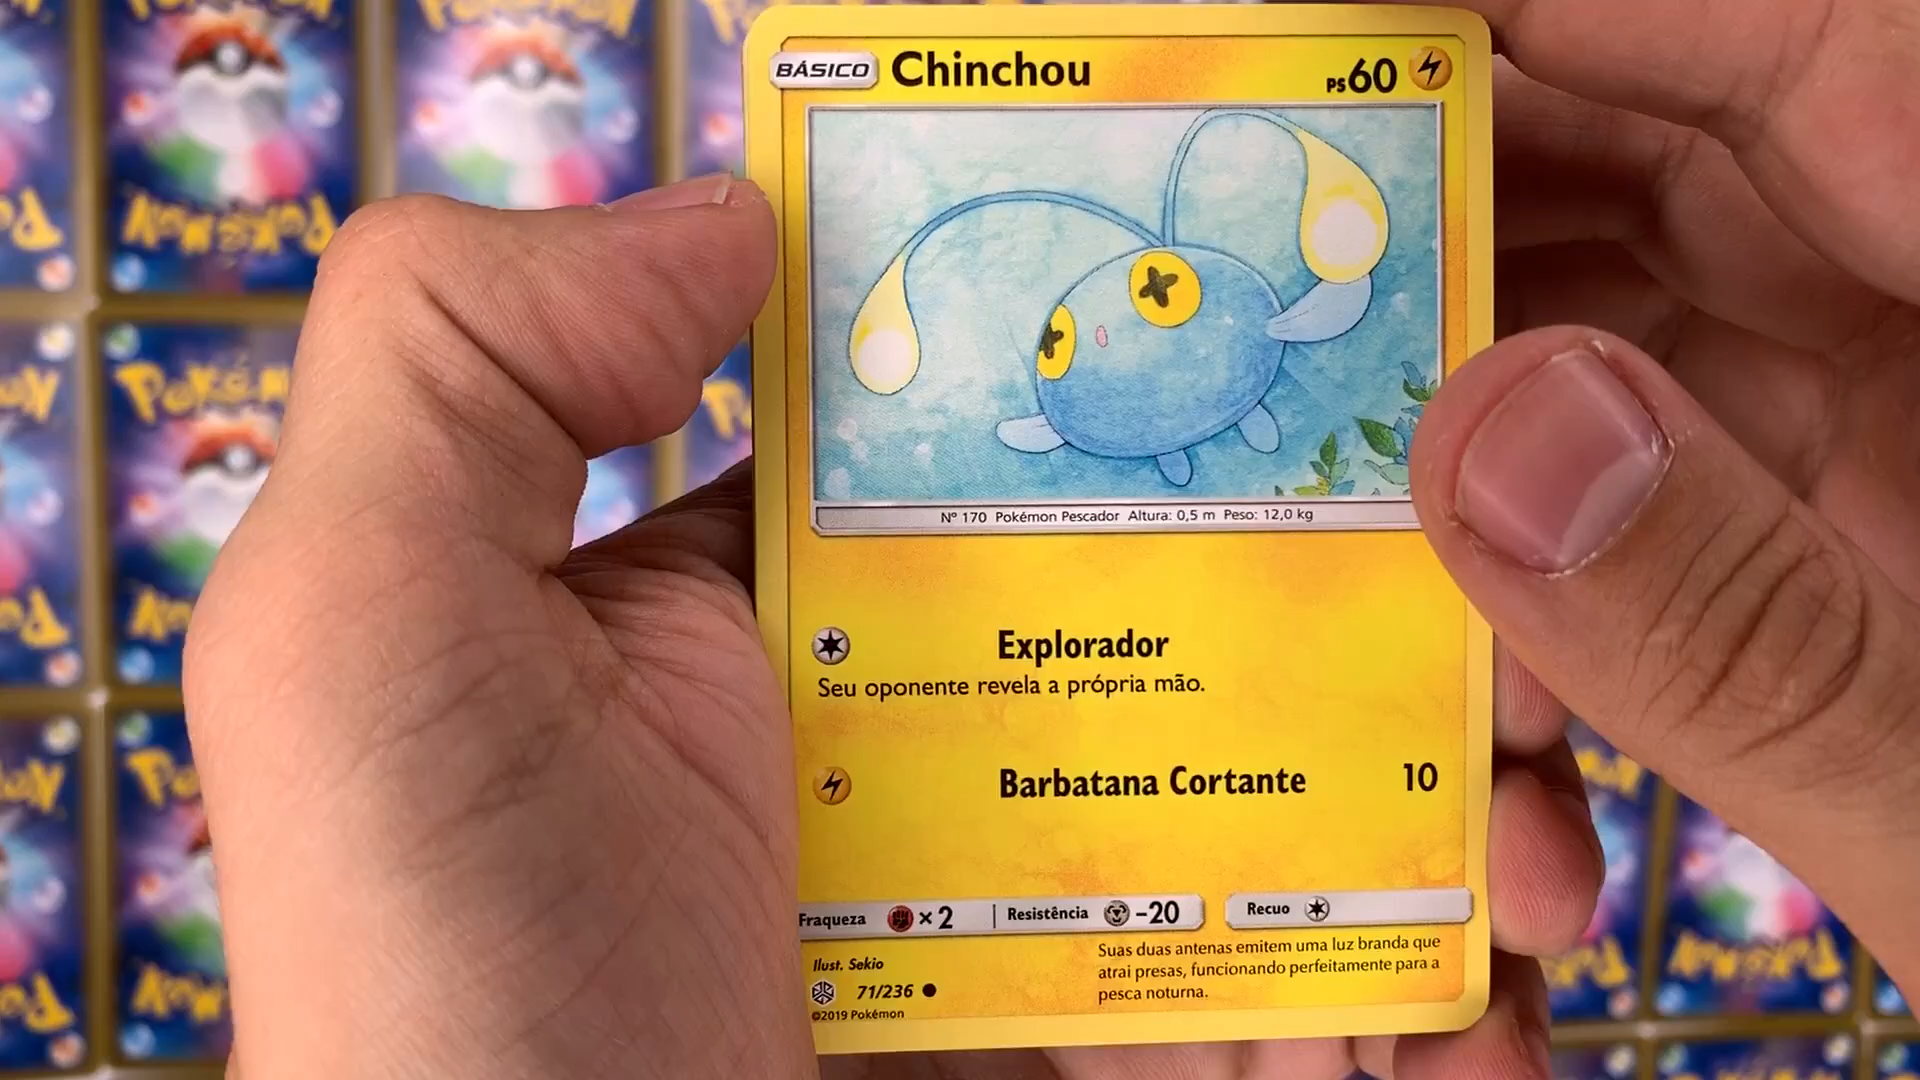 BÁSICO Chinchou PS60
Nº 170 Pokémon Pescador Altura: 0,5 m Peso: 12,0 kg
Explorador
Seu oponente revela a própria mão.
Barbatana Cortante 10
Fraqueza ×2 Resistência -20 Recuo
Suas duas antenas emitem uma luz branda que
atrai presas, funcionando perfeitamente para a
pesca noturna.
Ilust. Sekio
71/236
©2019 Pokémon
POKéMON
POKéMON